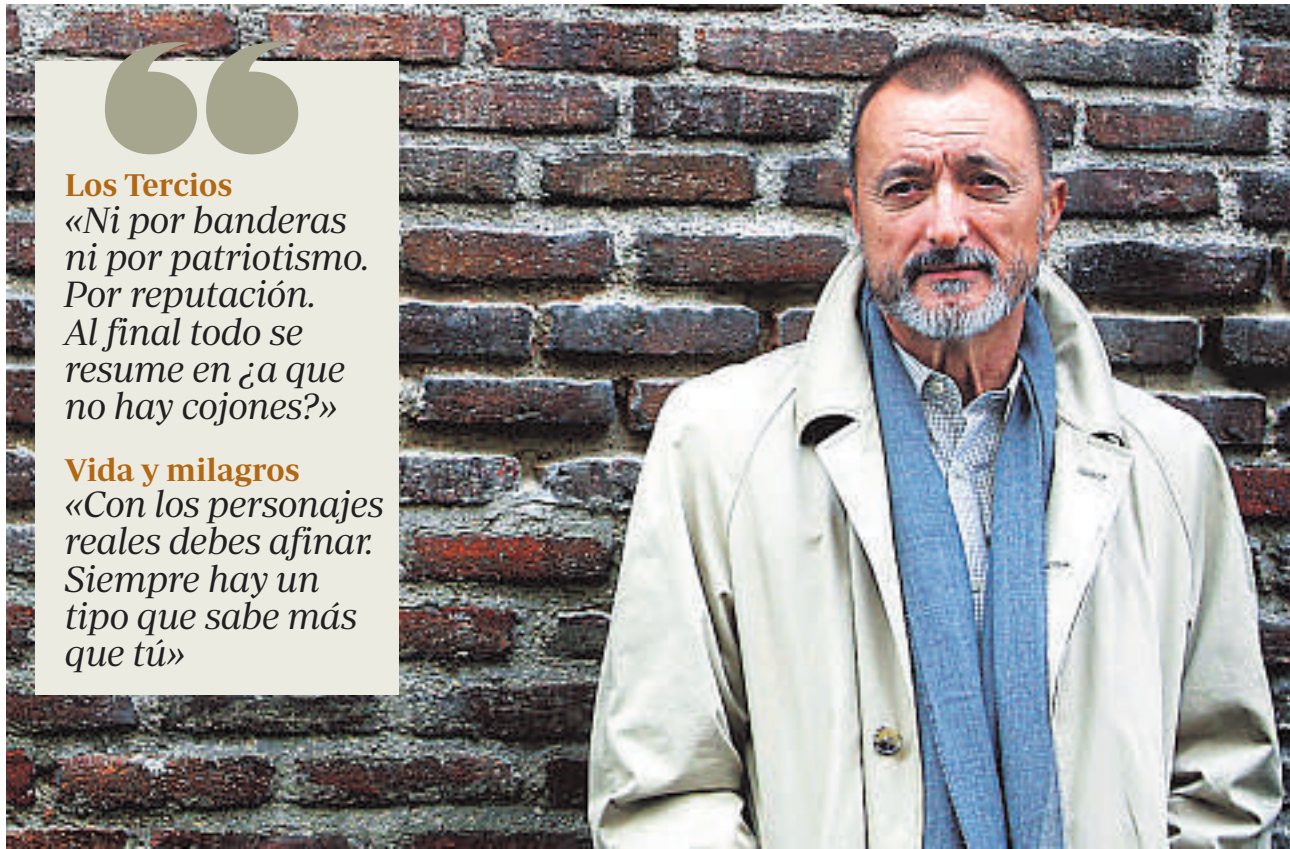 Los Tercios
«Ni por banderas
ni por patriotismo.
Por reputación.
Al final todo se
resume en ¿a que
no hay cojones?»
Vida y milagros
«Con los personajes
reales debes afinar.
Siempre hay un
tipo que sabe más
que tú»